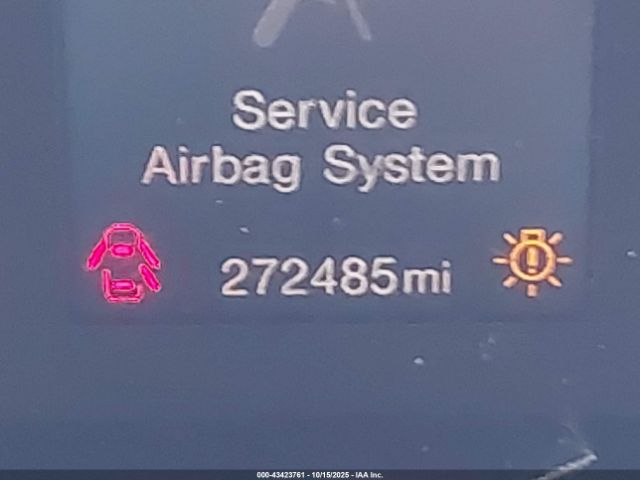 Service
Airbag System
272485mi
000-43423761 - 10/15/2025 - IAA Inc.